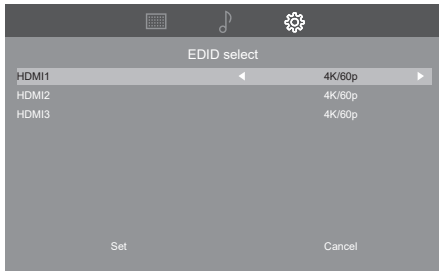 EDID select
HDMI1 4K/60p
HDMI2 4K/60p
HDMI3 4K/60p
Set Cancel